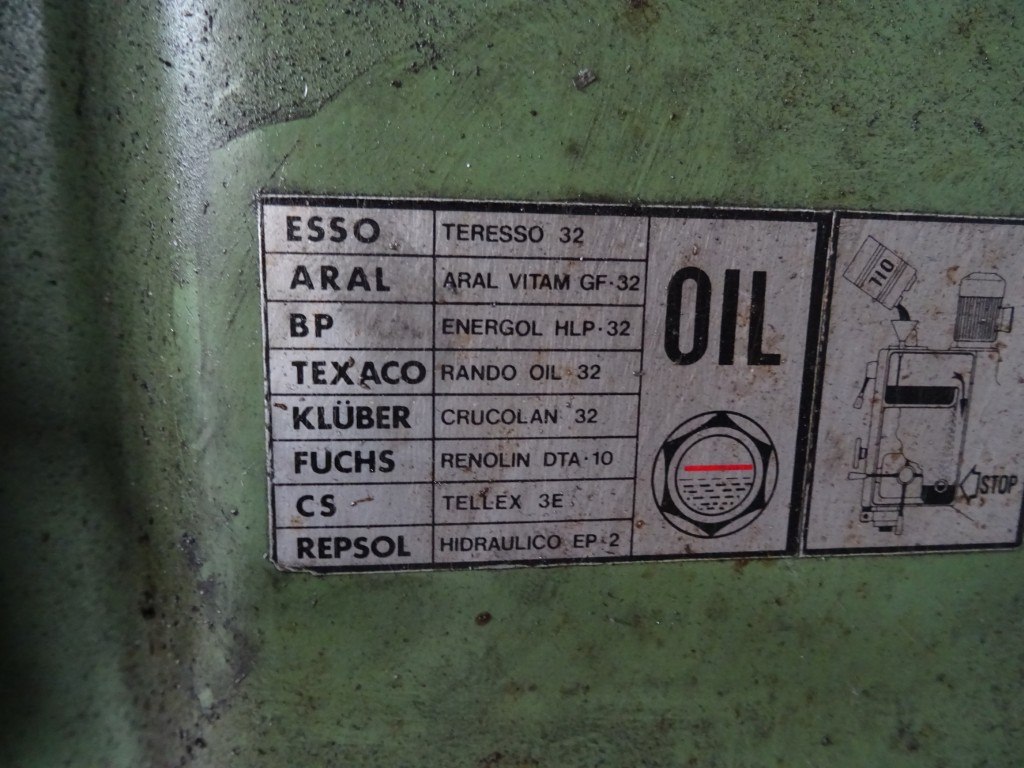 ESSO TERESSO 32
ARAL ARAL VITAM GF·32
BP ENERGOL HLP·32
TEXACO RANDO OIL 32
KLÜBER CRUCOLAN 32
FUCHS RENOLIN DTA·10
CS TELLEX 3E
REPSOL HIDRAULICO EP·2
OIL
OIL
STOP